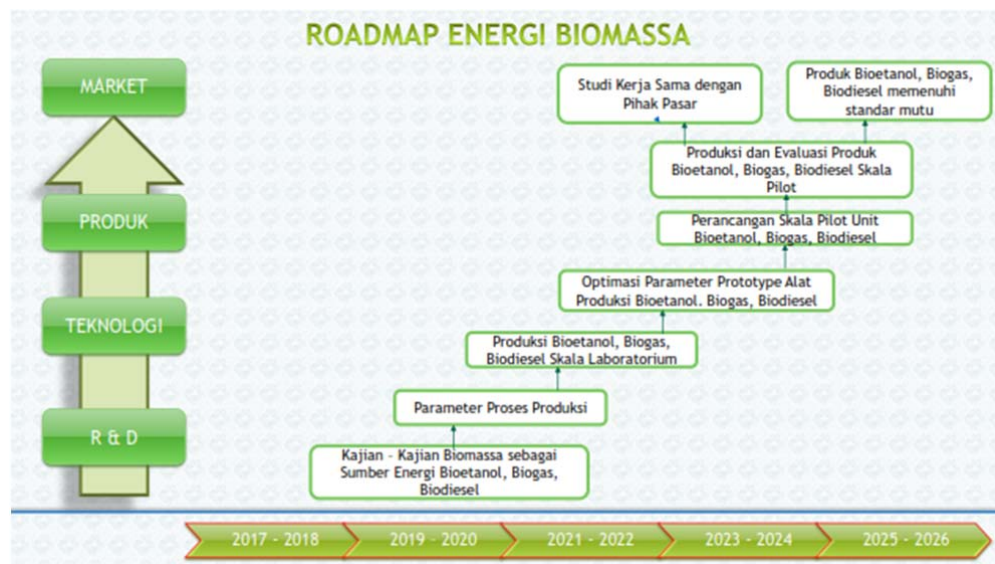 ROADMAP ENERGI BIOMASSA
MARKET
PRODUK
TEKNOLOGI
R & D
Studi Kerja Sama dengan
Pihak Pasar
Produk Bioetanol, Biogas,
Biodiesel memenuhi
standar mutu
Produksi dan Evaluasi Produk
Bioetanol, Biogas, Biodiesel Skala
Pilot
Perancangan Skala Pilot Unit
Bioetanol, Biogas, Biodiesel
Optimasi Parameter Prototype Alat
Produksi Bioetanol. Biogas, Biodiesel
Produksi Bioetanol, Biogas,
Biodiesel Skala Laboratorium
Parameter Proses Produksi
Kajian - Kajian Biomassa sebagai
Sumber Energi Bioetanol, Biogas,
Biodiesel
2017 - 2018
2019 - 2020
2021 - 2022
2023 - 2024
2025 - 2026